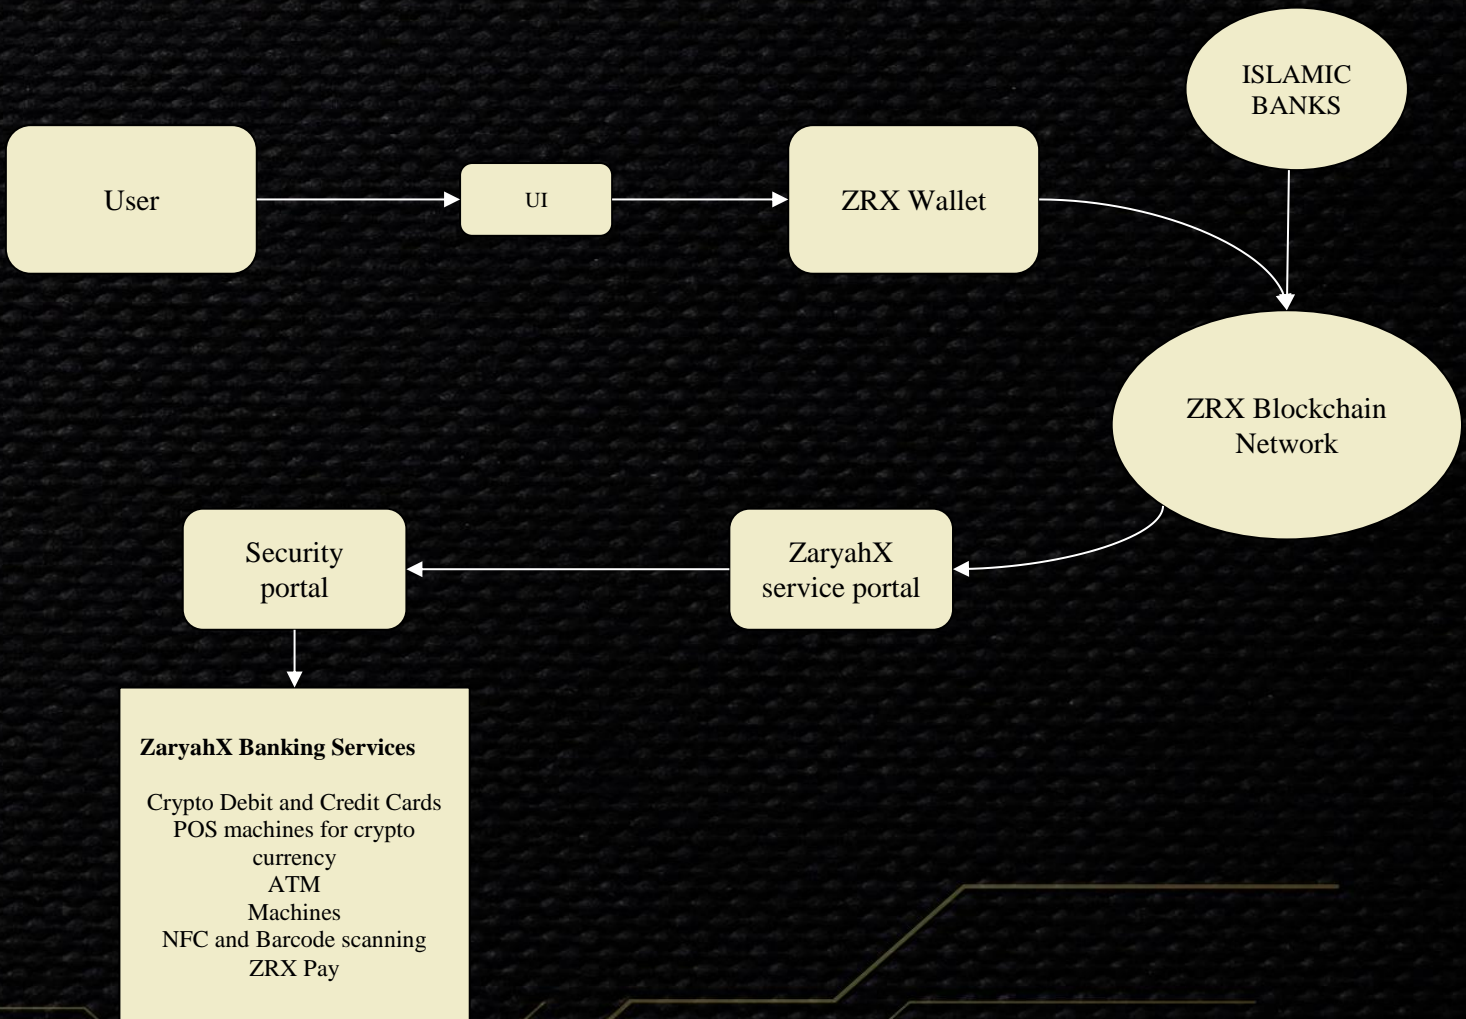 ISLAMIC
BANKS
User
UI
ZRX Wallet
ZRX Blockchain
Network
Security
portal
ZaryahX
service portal
ZaryahX Banking Services
Crypto Debit and Credit Cards
POS machines for crypto
currency
ATM
Machines
NFC and Barcode scanning
ZRX Pay